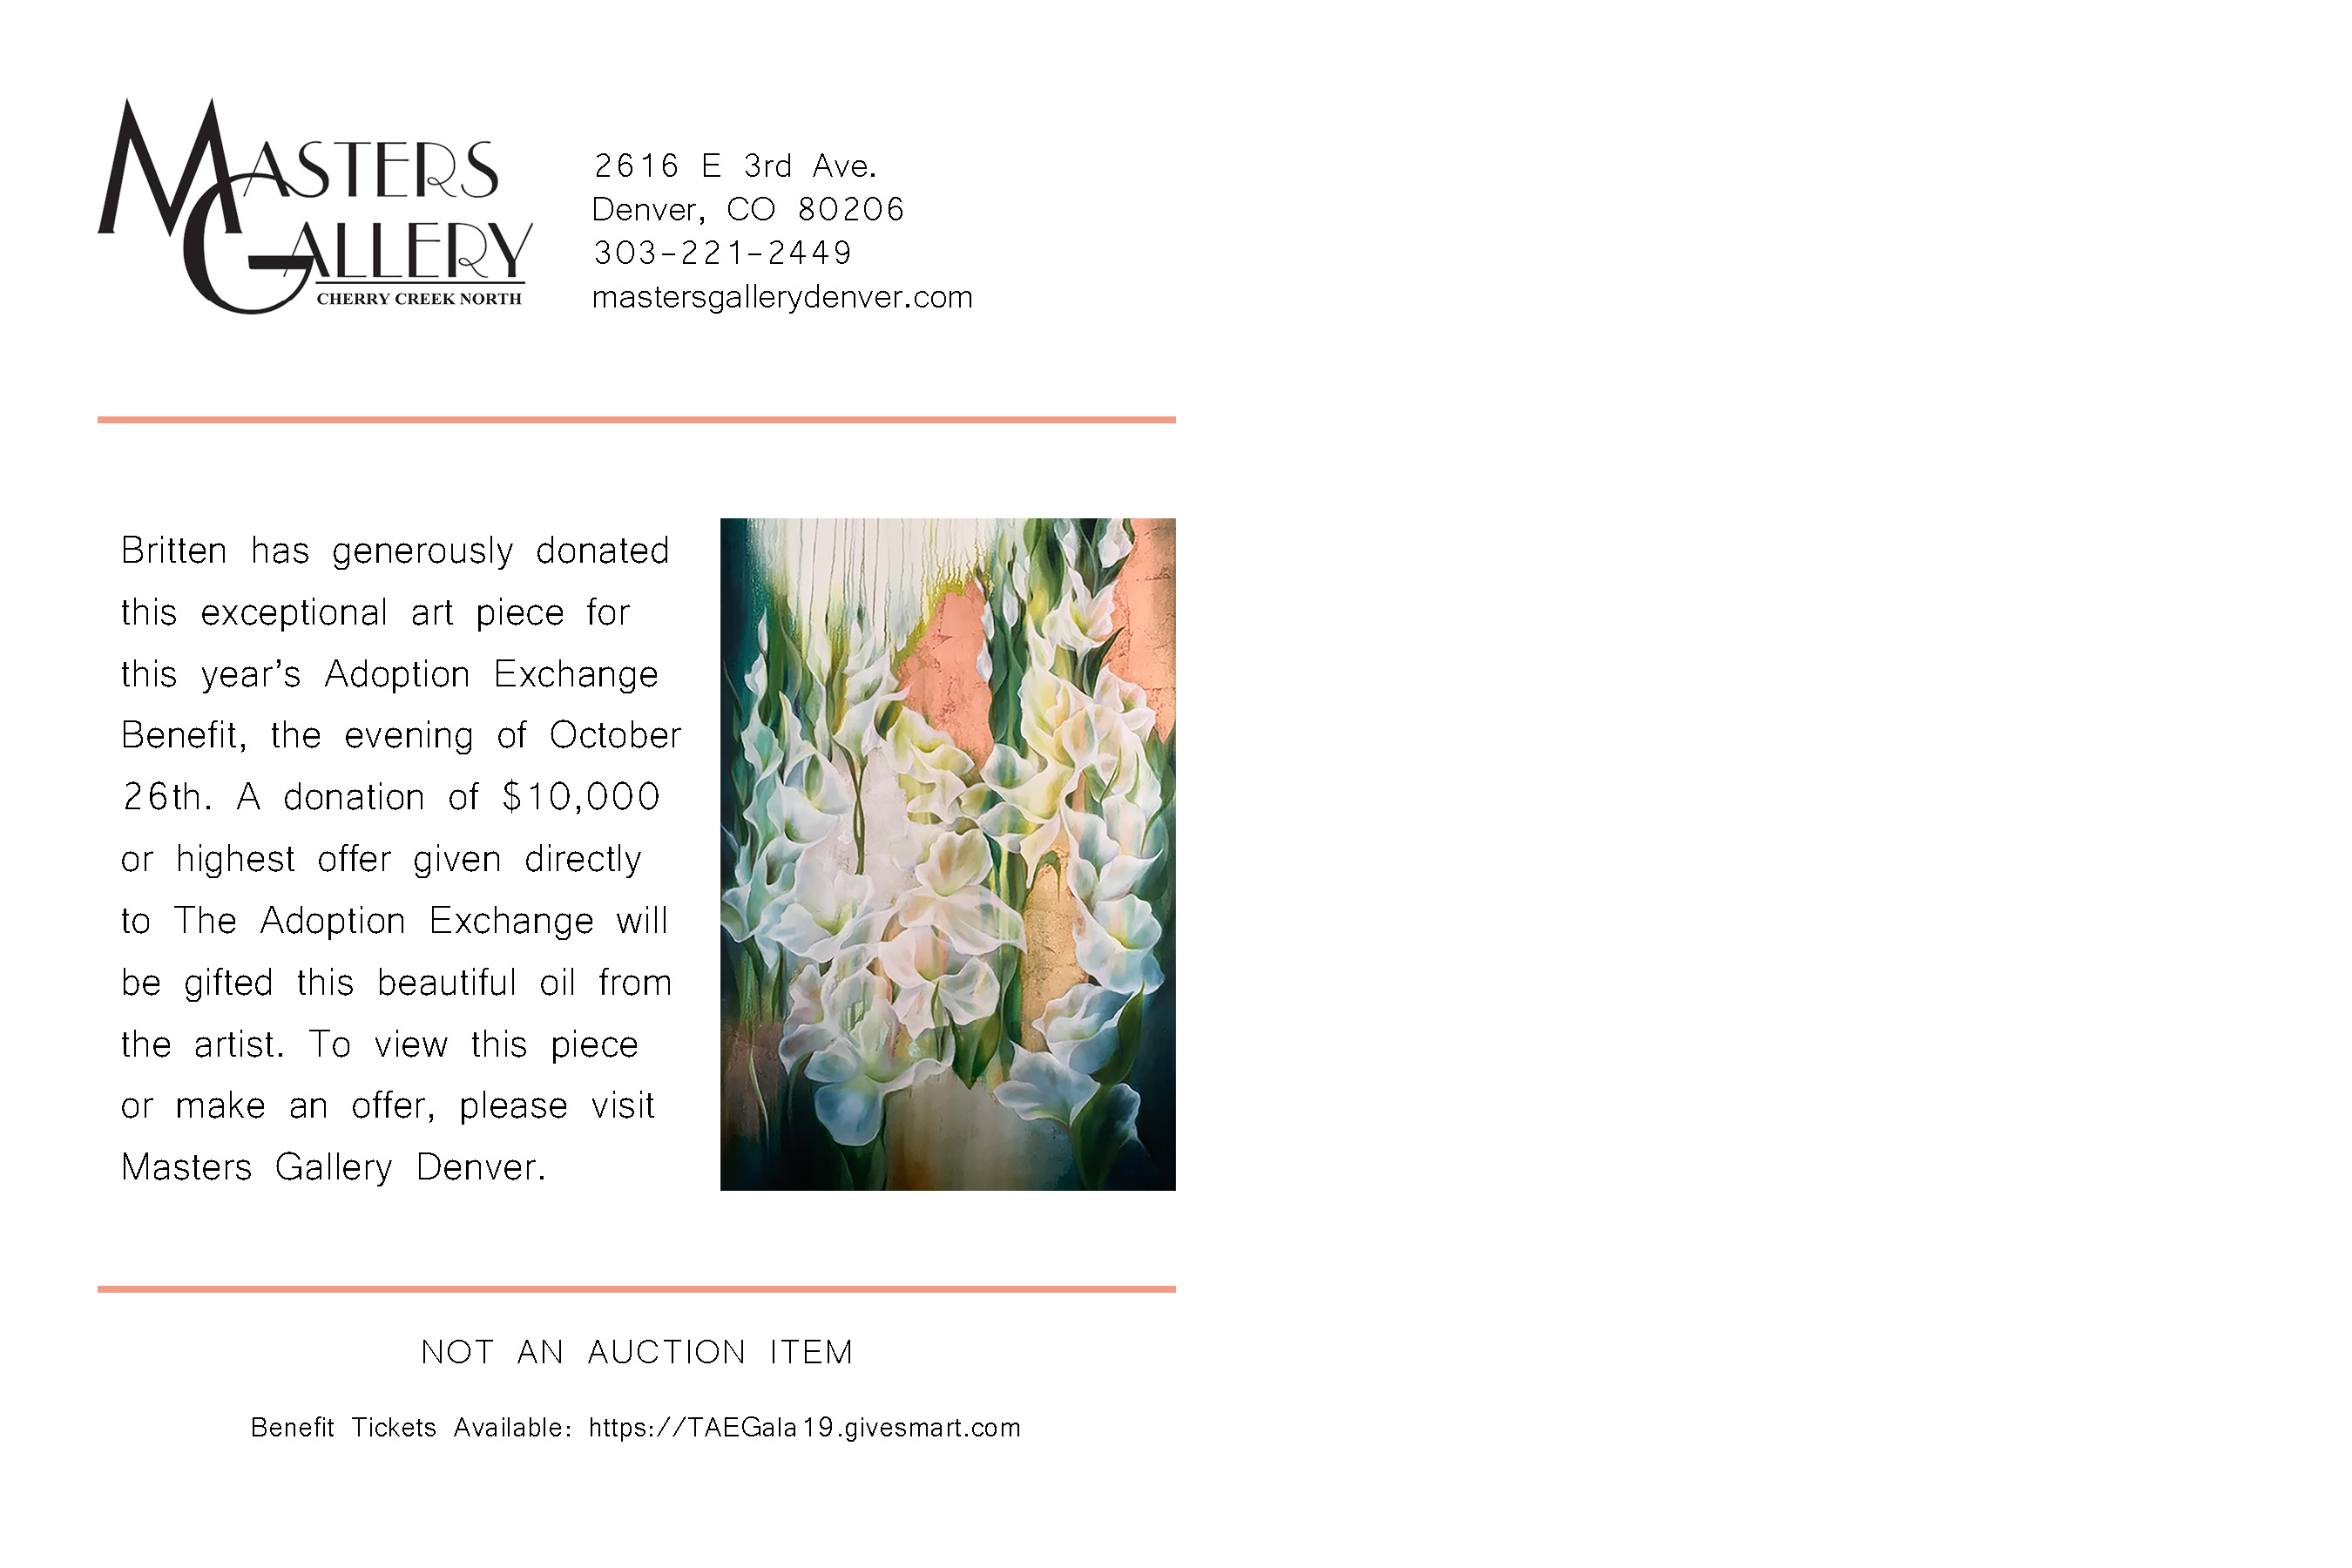 MASTERS
GALLERY
CHERRY CREEK NORTH
2616 E 3rd Ave.
Denver, CO 80206
303-221-2449
mastersgallerydenver.com
Britten has generously donated
this exceptional art piece for
this year’s Adoption Exchange
Benefit, the evening of October
26th. A donation of $10,000
or highest offer given directly
to The Adoption Exchange will
be gifted this beautiful oil from
the artist. To view this piece
or make an offer, please visit
Masters Gallery Denver.
NOT AN AUCTION ITEM
Benefit Tickets Available: https://TAEGala19.givesmart.com